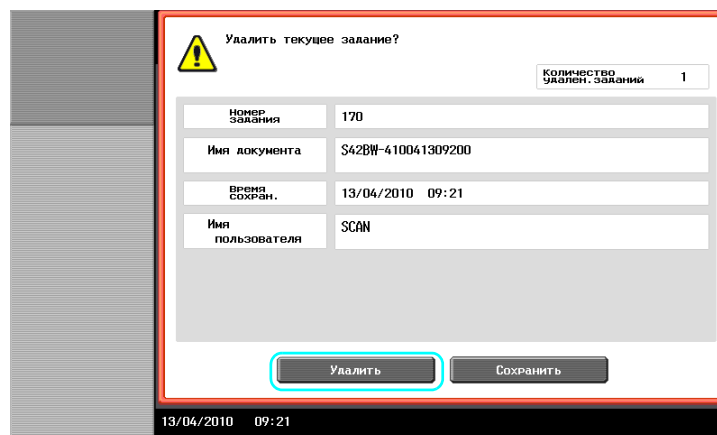 Удалить текущее задание?
Количество
удален.заданий
1
Номер
задания
170
Имя документа
S42BW-410041309200
Время
сохран.
13/04/2010 09:21
Имя
пользователя
SCAN
Удалить
Сохранить
13/04/2010 09:21